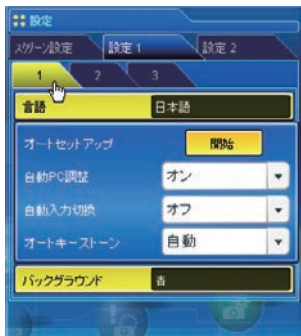 設定
スクリーン設定 設定1 設定2
1 2 3
言語 日本語
オートセットアップ 開始
自動PC調整 オン
自動入力切換 オフ
オートキーストーン 自動
バックグラウンド 青